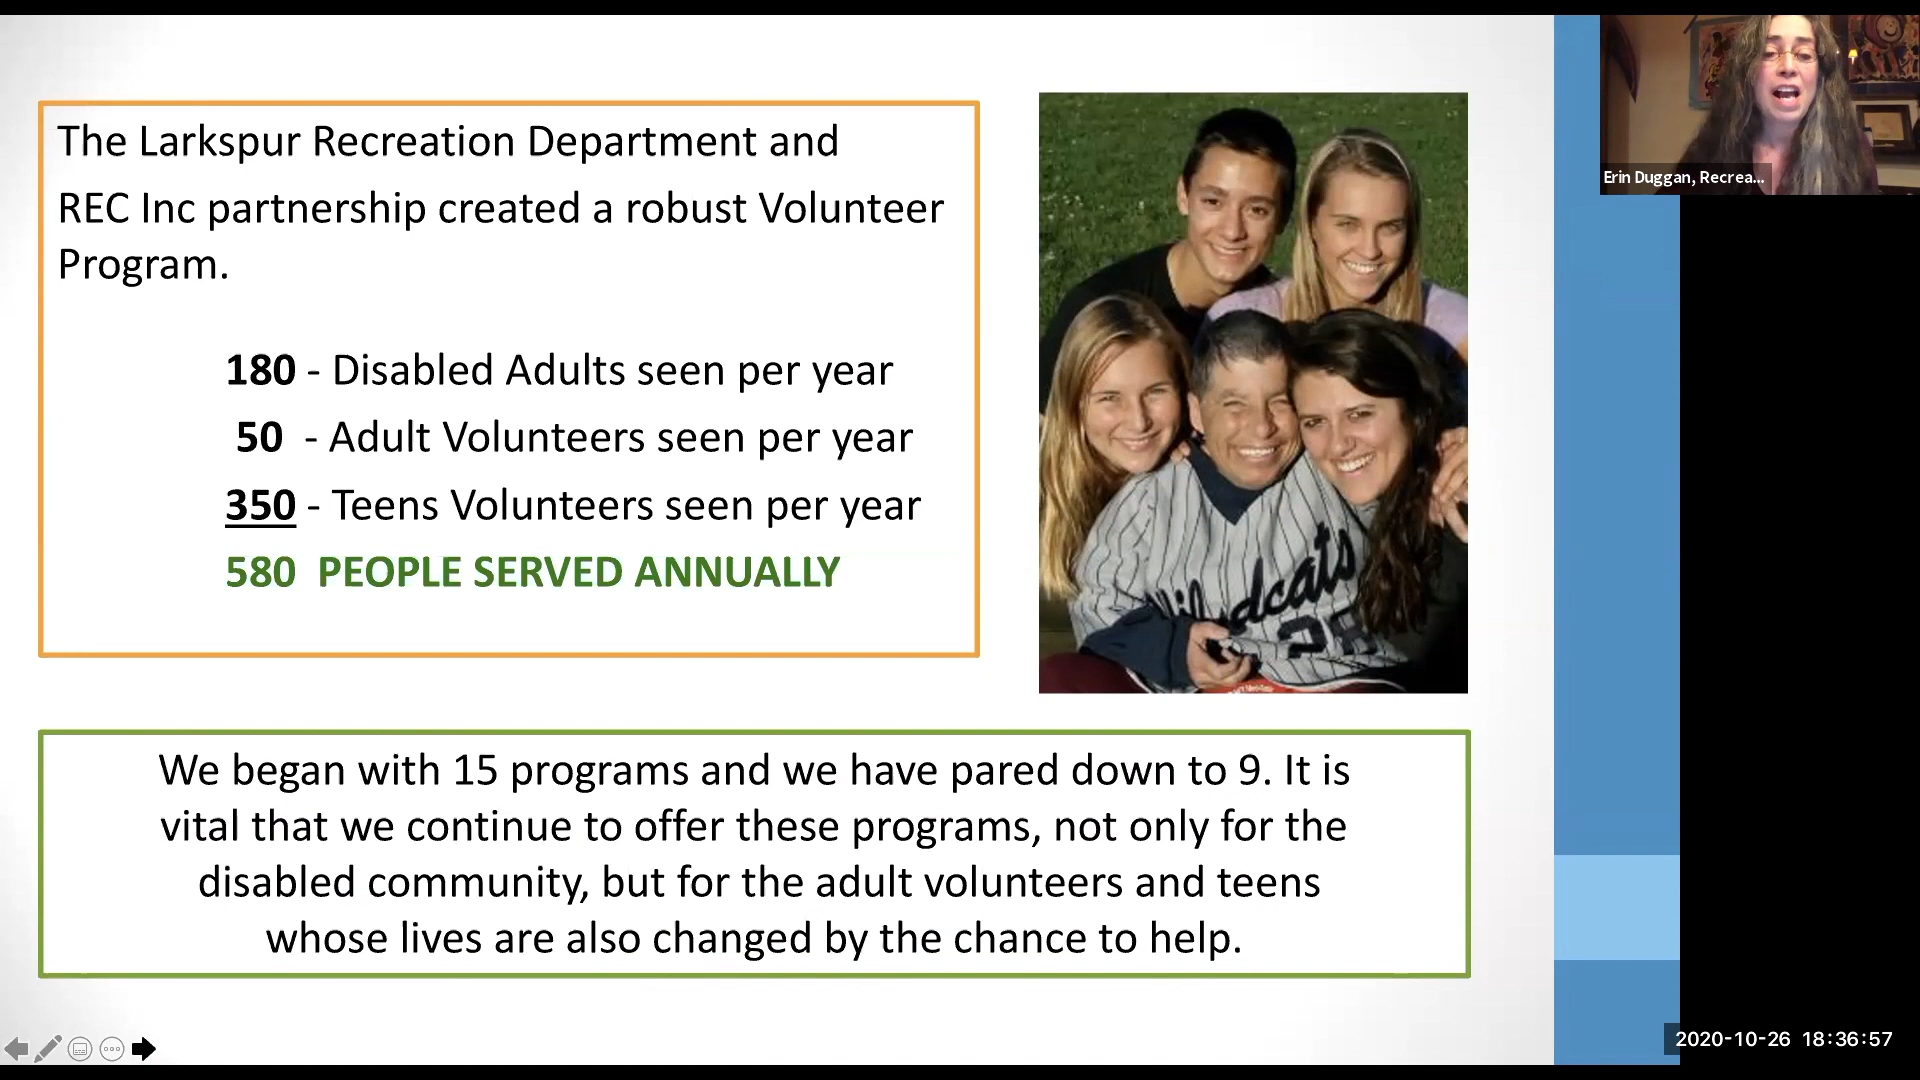 The Larkspur Recreation Department and
REC Inc partnership created a robust Volunteer
Program.
180 - Disabled Adults seen per year
50 - Adult Volunteers seen per year
350 - Teens Volunteers seen per year
580 PEOPLE SERVED ANNUALLY
Wildcats
We began with 15 programs and we have pared down to 9. It is
vital that we continue to offer these programs, not only for the
disabled community, but for the adult volunteers and teens
whose lives are also changed by the chance to help.
Erin Duggan, Recrea...
2020-10-26 18:36:57